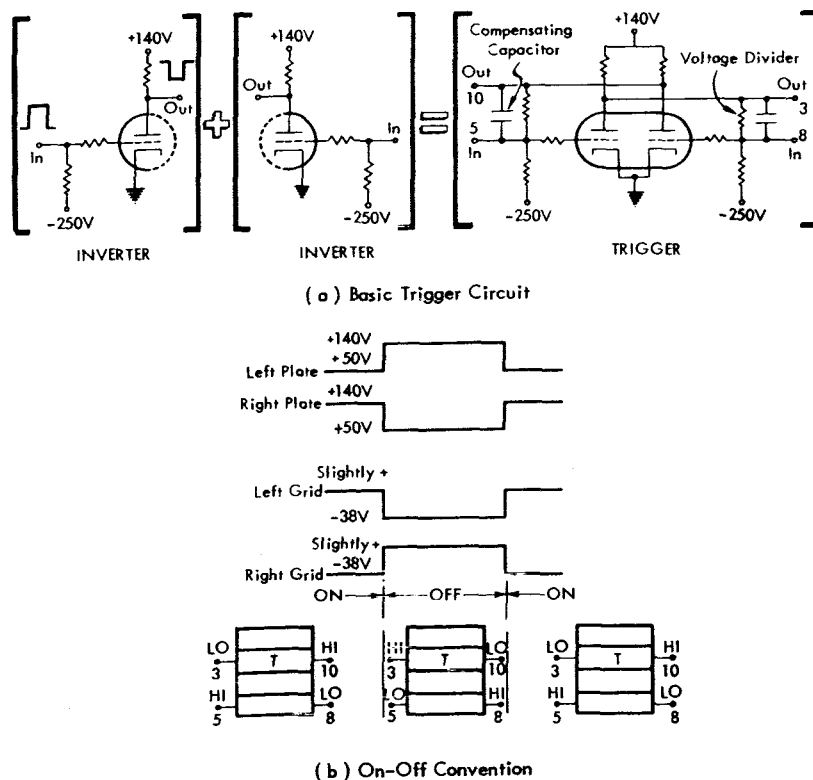 +140V
Out
In
-250V
INVERTER
+140V
Out
In
-250V
INVERTER
Compensating
Capacitor
+140V
Voltage Divider
Out
10
5
In
Out
3
8
In
-250V
-250V
TRIGGER
( a ) Basic Trigger Circuit
+140V
+50V
Left Plate
+140V
Right Plate
+50V
Slightly +
Left Grid
-38V
Slightly +
-38V
Right Grid
ON OFF ON
LO T HI
3 10
HI LO
5 8
HI T LO
3 10
LO HI
5 8
LO T HI
3 10
HI LO
5 8
( b ) On-Off Convention